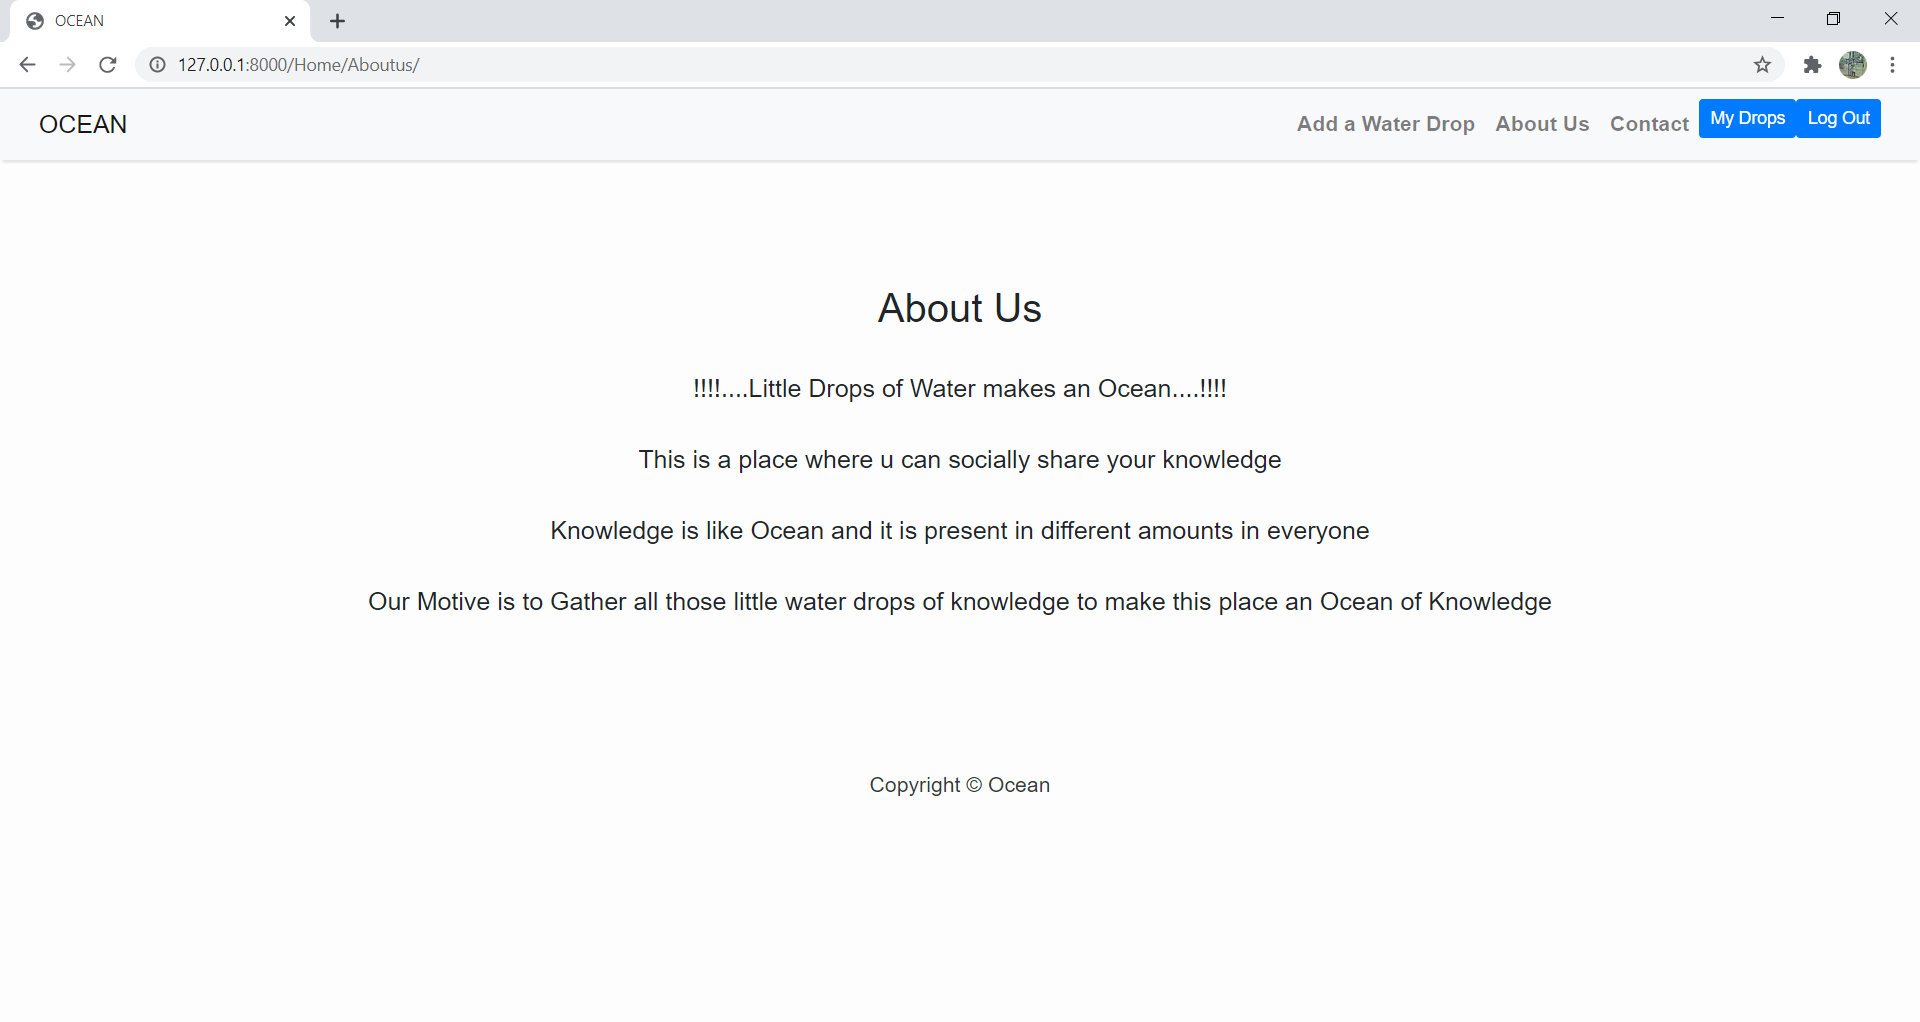 OCEAN
127.0.0.1:8000/Home/Aboutus/
OCEAN
Add a Water Drop About Us Contact My Drops Log Out
About Us
!!!!....Little Drops of Water makes an Ocean....!!!!
This is a place where u can socially share your knowledge
Knowledge is like Ocean and it is present in different amounts in everyone
Our Motive is to Gather all those little water drops of knowledge to make this place an Ocean of Knowledge
Copyright © Ocean